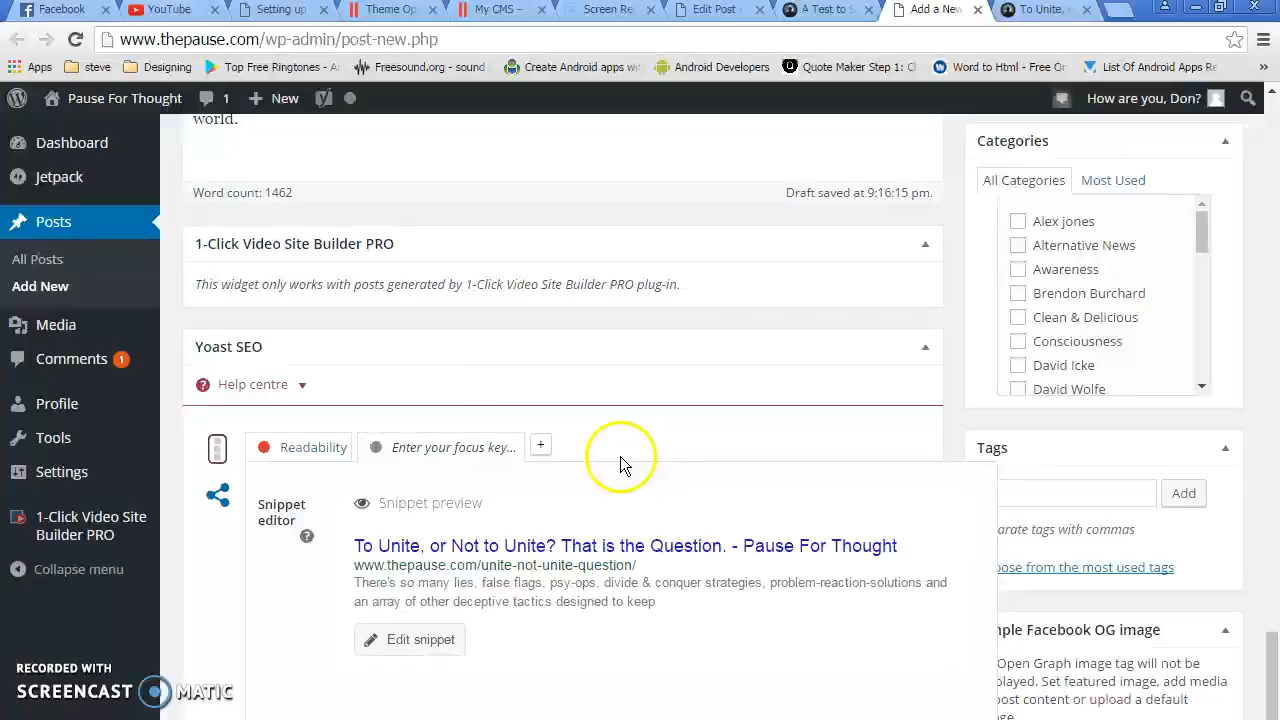 Facebook
YouTube
Setting up
Theme Op
My CMS –
Screen Re
Edit Post ‹
A Test to S
Add a New
To Unite, o
www.thepause.com/wp-admin/post-new.php
Apps
steve
Designing
Top Free Ringtones - Ar
Freesound.org - sound
Create Android apps wi
Android Developers
Quote Maker Step 1: Cl
Word to Html - Free On
List Of Android Apps Re
»
Pause For Thought
1
New
How are you, Don?
Dashboard
Jetpack
Posts
All Posts
Add New
Media
Comments 1
Profile
Tools
Settings
1-Click Video Site
Builder PRO
Collapse menu
RECORDED WITH
SCREENCAST MATIC
world.
Word count: 1462
Draft saved at 9:16:15 pm.
1-Click Video Site Builder PRO
This widget only works with posts generated by 1-Click Video Site Builder PRO plug-in.
Yoast SEO
Help centre
Readability
Enter your focus key...
+
Snippet
editor
Snippet preview
To Unite, or Not to Unite? That is the Question. - Pause For Thought
www.thepause.com/unite-not-unite-question/
There's so many lies, false flags, psy-ops, divide & conquer strategies, problem-reaction-solutions and
an array of other deceptive tactics designed to keep
Edit snippet
Categories
All Categories
Most Used
Alex jones
Alternative News
Awareness
Brendon Burchard
Clean & Delicious
Consciousness
David Icke
David Wolfe
Tags
Add
arate tags with commas
oose from the most used tags
mple Facebook OG image
Open Graph image tag will not be
played. Set featured image, add media
post content or upload a default